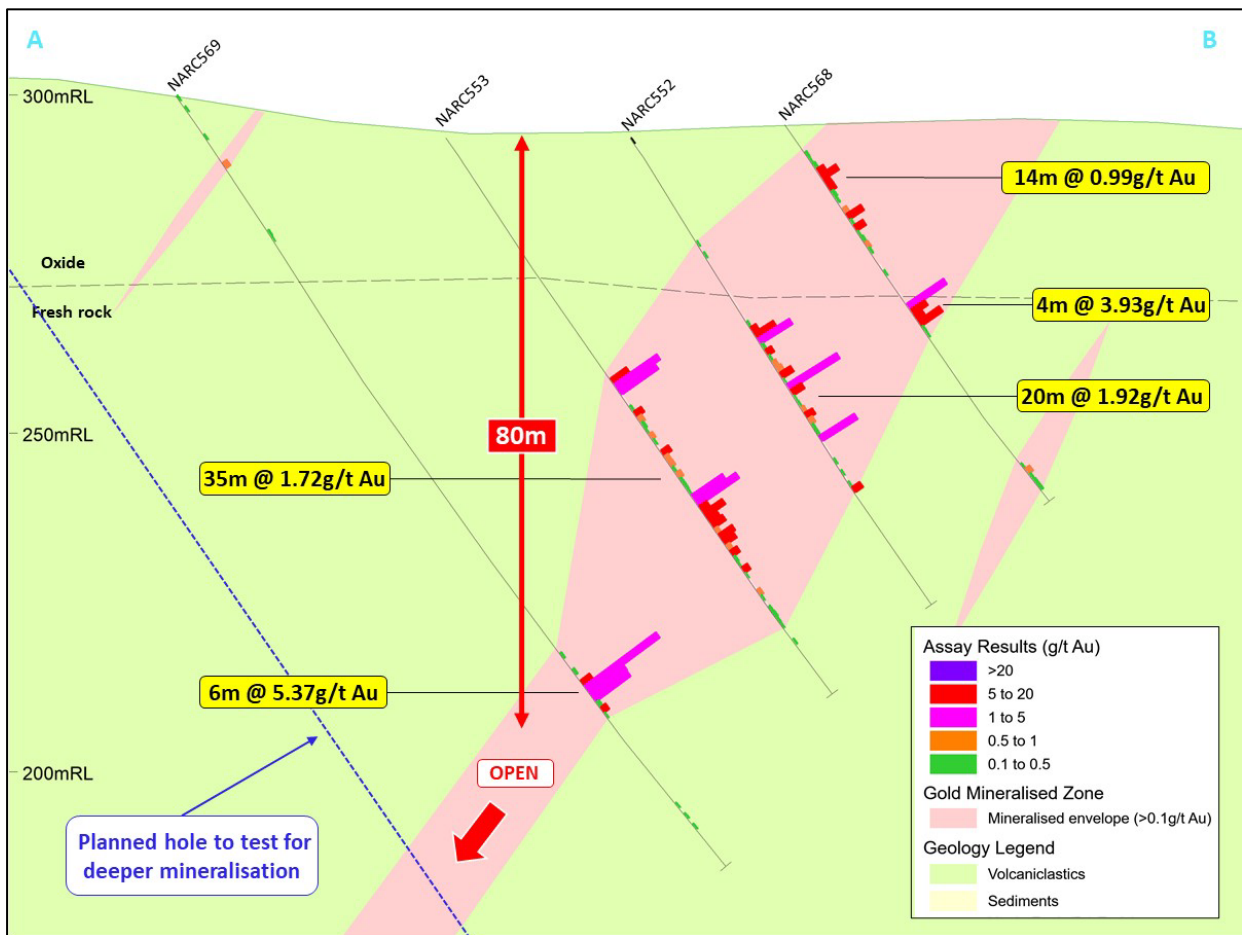 A
B
NARC569
NARC553
NARC552
NARC568
300mRL
14m @ 0.99g/t Au
Oxide
Fresh rock
4m @ 3.93g/t Au
20m @ 1.92g/t Au
250mRL
80m
35m @ 1.72g/t Au
6m @ 5.37g/t Au
200mRL
OPEN
Planned hole to test for
deeper mineralisation
Assay Results (g/t Au)
>20
5 to 20
1 to 5
0.5 to 1
0.1 to 0.5
Gold Mineralised Zone
Mineralised envelope (>0.1g/t Au)
Geology Legend
Volcaniclastics
Sediments